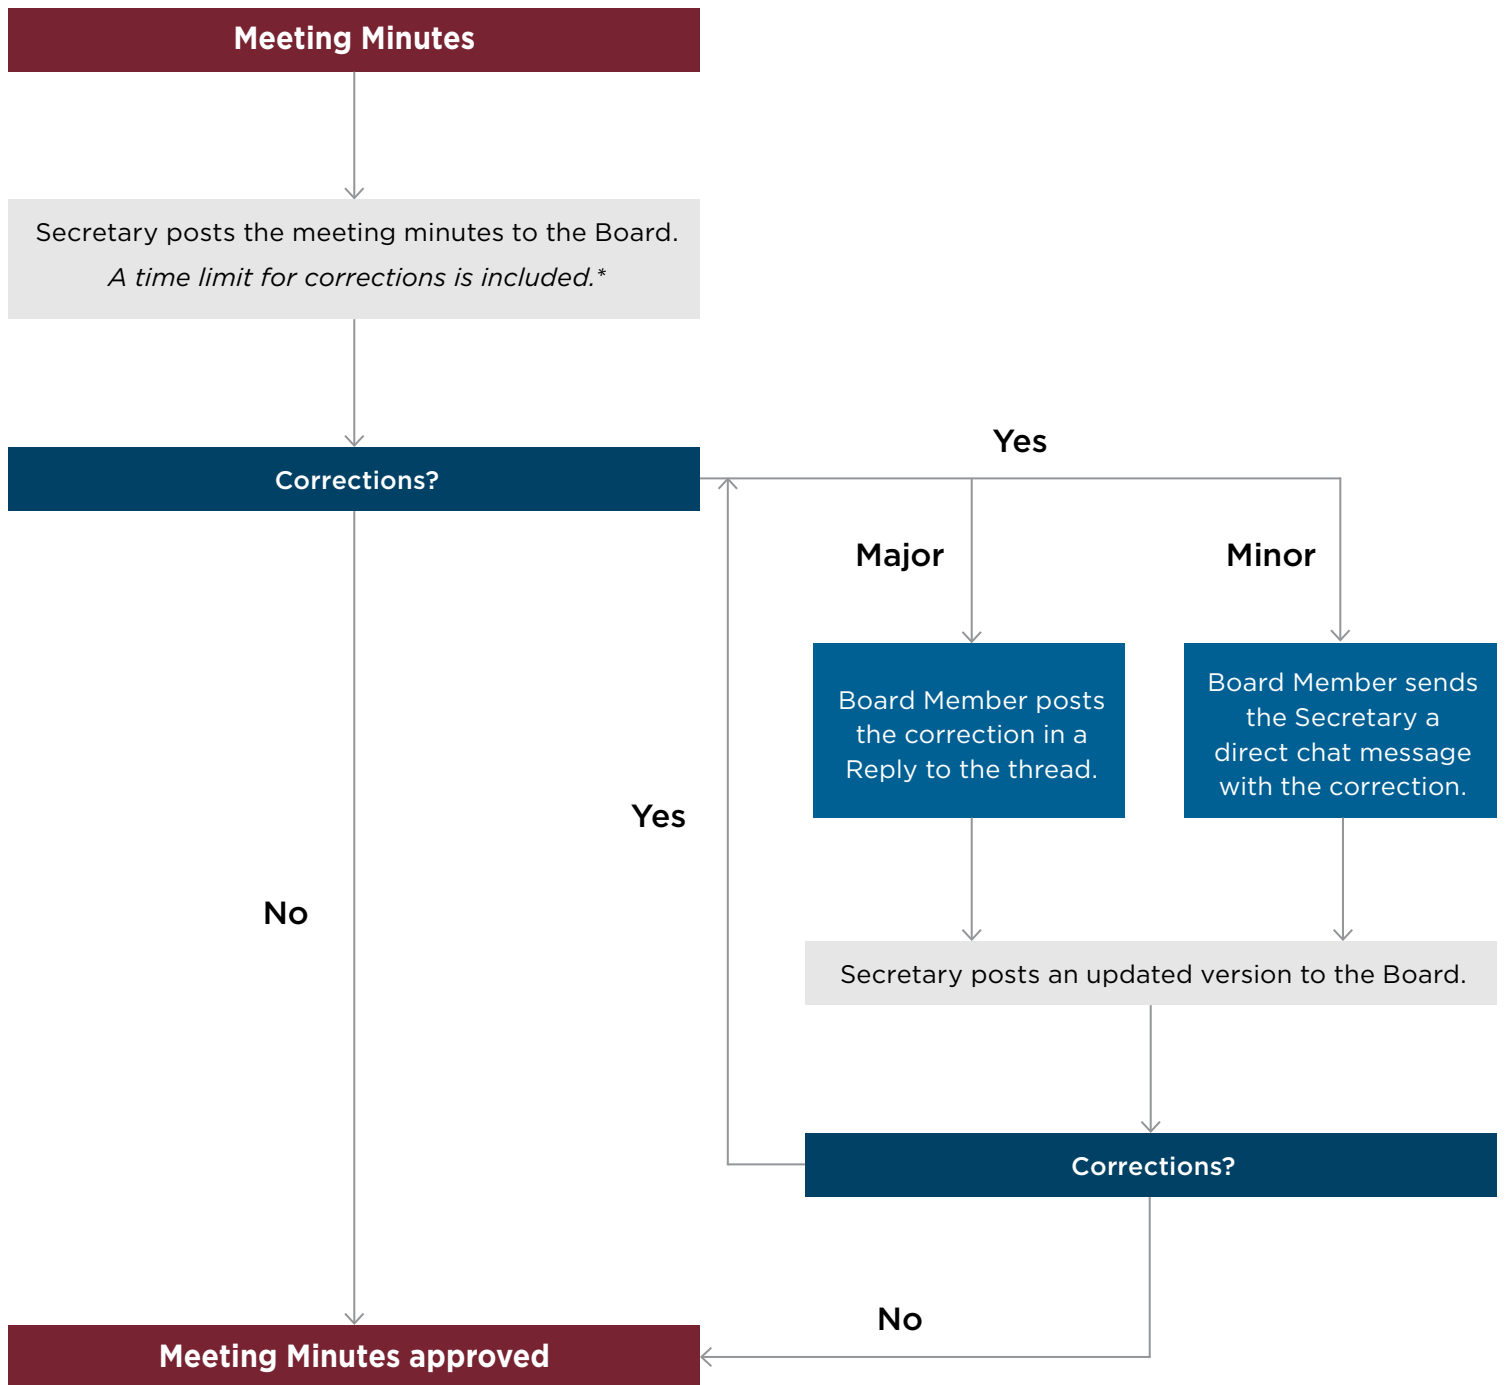 Meeting Minutes
Secretary posts the meeting minutes to the Board.
A time limit for corrections is included.*
Corrections?
Yes
Major
Minor
Board Member posts
the correction in a
Reply to the thread.
Board Member sends
the Secretary a
direct chat message
with the correction.
Yes
No
Secretary posts an updated version to the Board.
Corrections?
No
Meeting Minutes approved